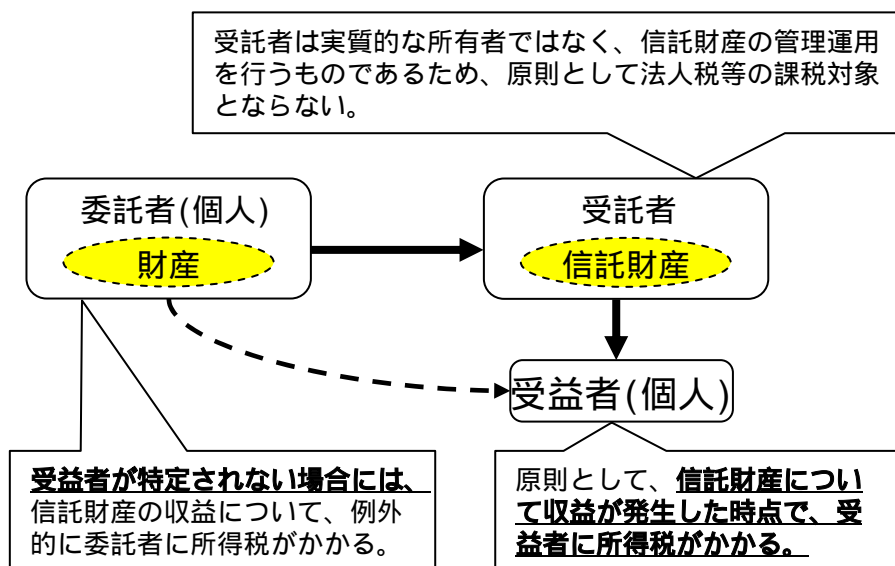 受託者は実質的な所有者ではなく、信託財産の管理運用
を行うものであるため、原則として法人税等の課税対象
とならない。
委託者(個人)
財産
受託者
信託財産
受益者(個人)
受益者が特定されない場合には、
信託財産の収益について、例外
的に委託者に所得税がかかる。
原則として、信託財産につい
て収益が発生した時点で、受
益者に所得税がかかる。